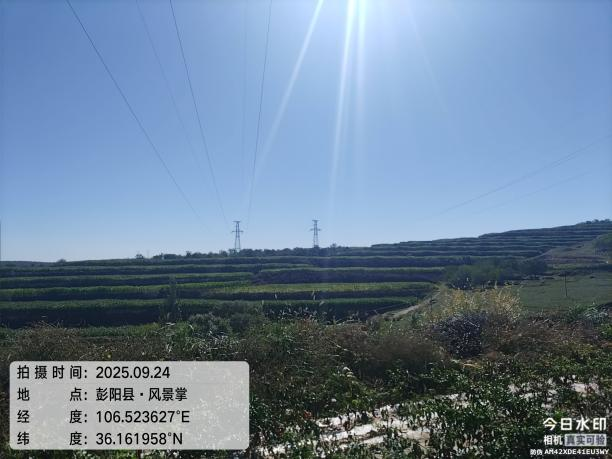 拍摄时间：2025.09.24
地点：彭阳县·风景掌
经度：106.523627°E
纬度：36.161958°N
今日水印
相机 真实可验
防伪 AM42XDE41EU3WY